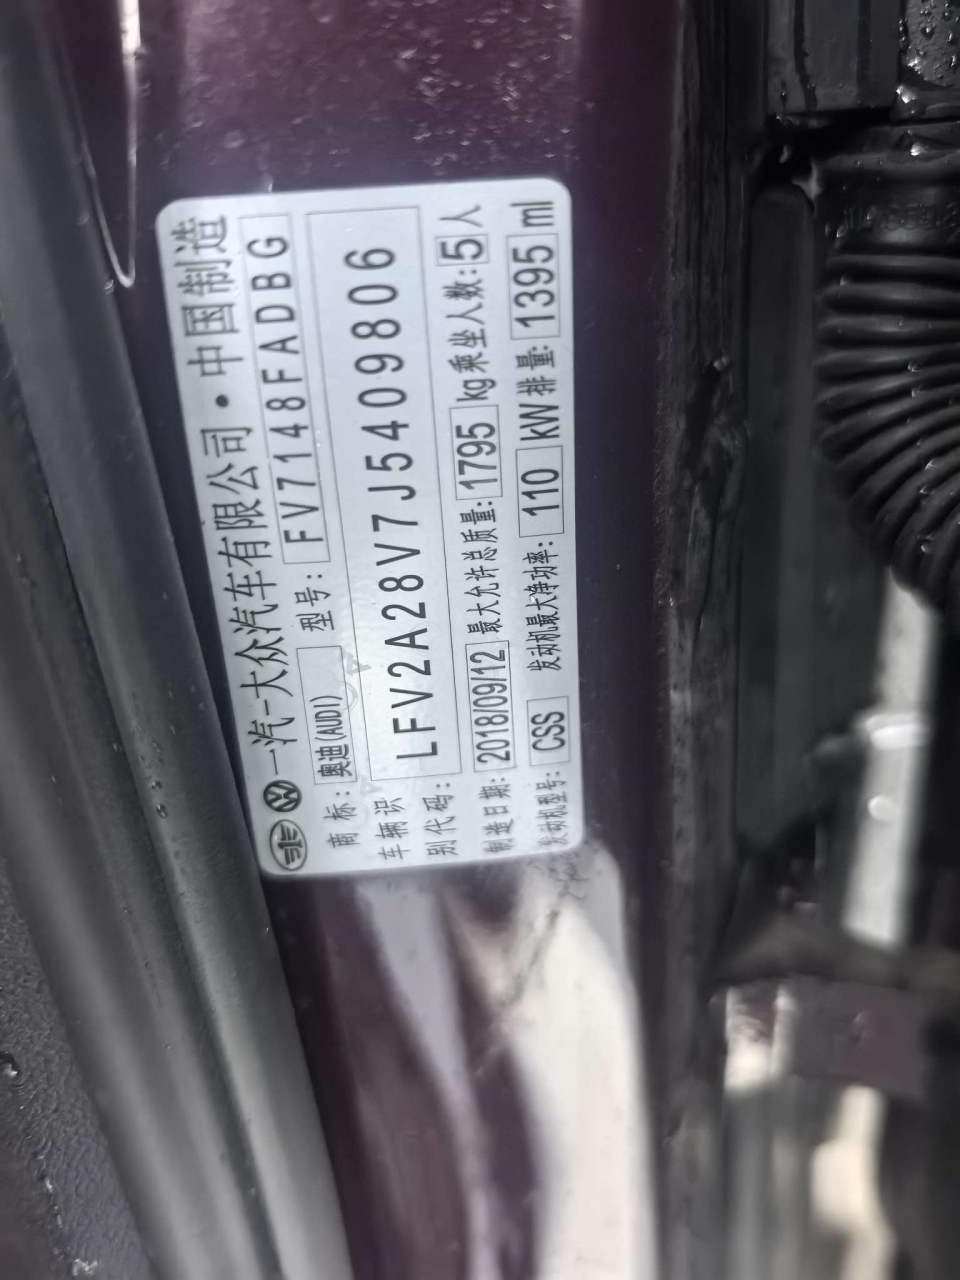 一汽-大众汽车有限公司·中国制造
商标: 奥迪(AUDI) 型号: FV7148FADBG
车辆识别代码: LFV2A28V7J5409806
制造日期: 2018/09/12 最大允许总质量: 1795 kg 乘坐人数: 5 人
发动机型号: CSS 发动机最大净功率: 110 kW 排量: 1395 ml